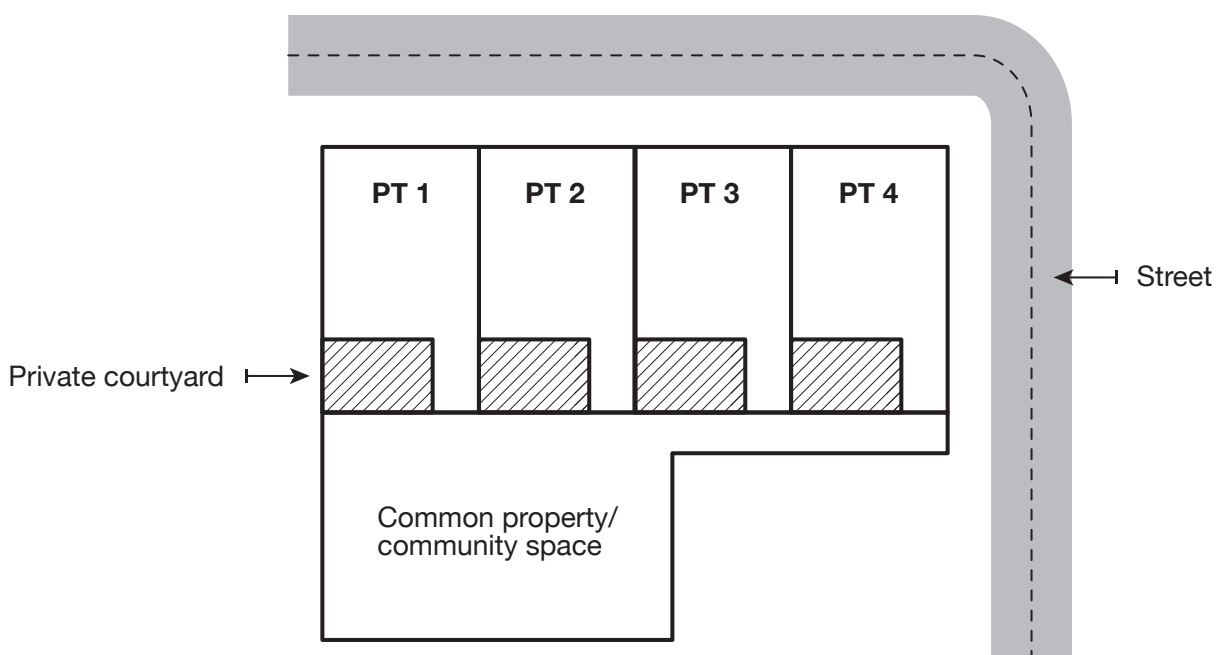 PT 1
PT 2
PT 3
PT 4
Street
Private courtyard
Common property/
community space